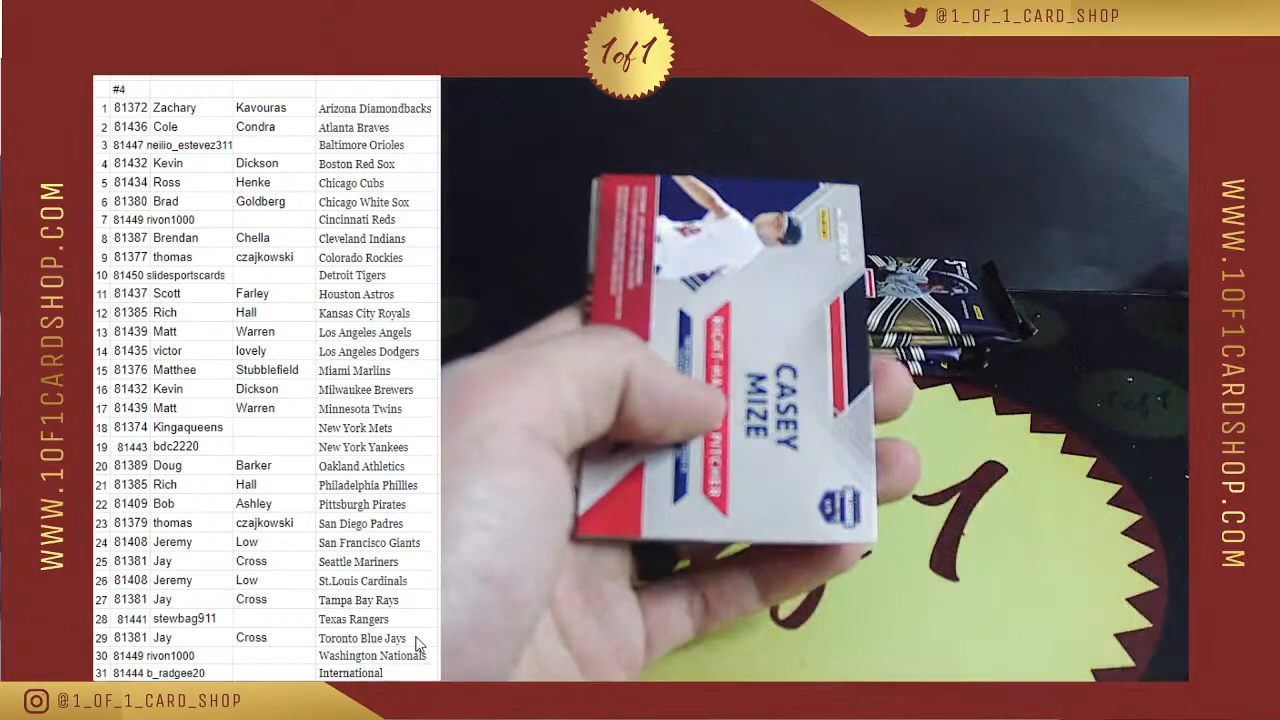 @1_OF_1_CARD_SHOP
1of1
#4
1 81372 Zachary Kavouras Arizona Diamondbacks
2 81436 Cole Condra Atlanta Braves
3 81447 neilio_estevez311 Baltimore Orioles
4 81432 Kevin Dickson Boston Red Sox
5 81434 Ross Henke Chicago Cubs
6 81380 Brad Goldberg Chicago White Sox
7 81449 rivon1000 Cincinnati Reds
8 81387 Brendan Chella Cleveland Indians
9 81377 thomas czajkowski Colorado Rockies
10 81450 slidesportscards Detroit Tigers
11 81437 Scott Farley Houston Astros
12 81385 Rich Hall Kansas City Royals
13 81439 Matt Warren Los Angeles Angels
14 81435 victor lovely Los Angeles Dodgers
15 81376 Matthee Stubblefield Miami Marlins
16 81432 Kevin Dickson Milwaukee Brewers
17 81439 Matt Warren Minnesota Twins
18 81374 Kingaqueens New York Mets
19 81443 bdc2220 New York Yankees
20 81389 Doug Barker Oakland Athletics
21 81385 Rich Hall Philadelphia Phillies
22 81409 Bob Ashley Pittsburgh Pirates
23 81379 thomas czajkowski San Diego Padres
24 81408 Jeremy Low San Francisco Giants
25 81381 Jay Cross Seattle Mariners
26 81408 Jeremy Low St.Louis Cardinals
27 81381 Jay Cross Tampa Bay Rays
28 81441 stewbag911 Texas Rangers
29 81381 Jay Cross Toronto Blue Jays
30 81449 rivon1000 Washington Nationals
31 81444 b_radgee20 International
CASEY
MIZE
1
WWW.1OF1CARDSHOP.COM
WWW.1OF1CARDSHOP.COM
@1_OF_1_CARD_SHOP